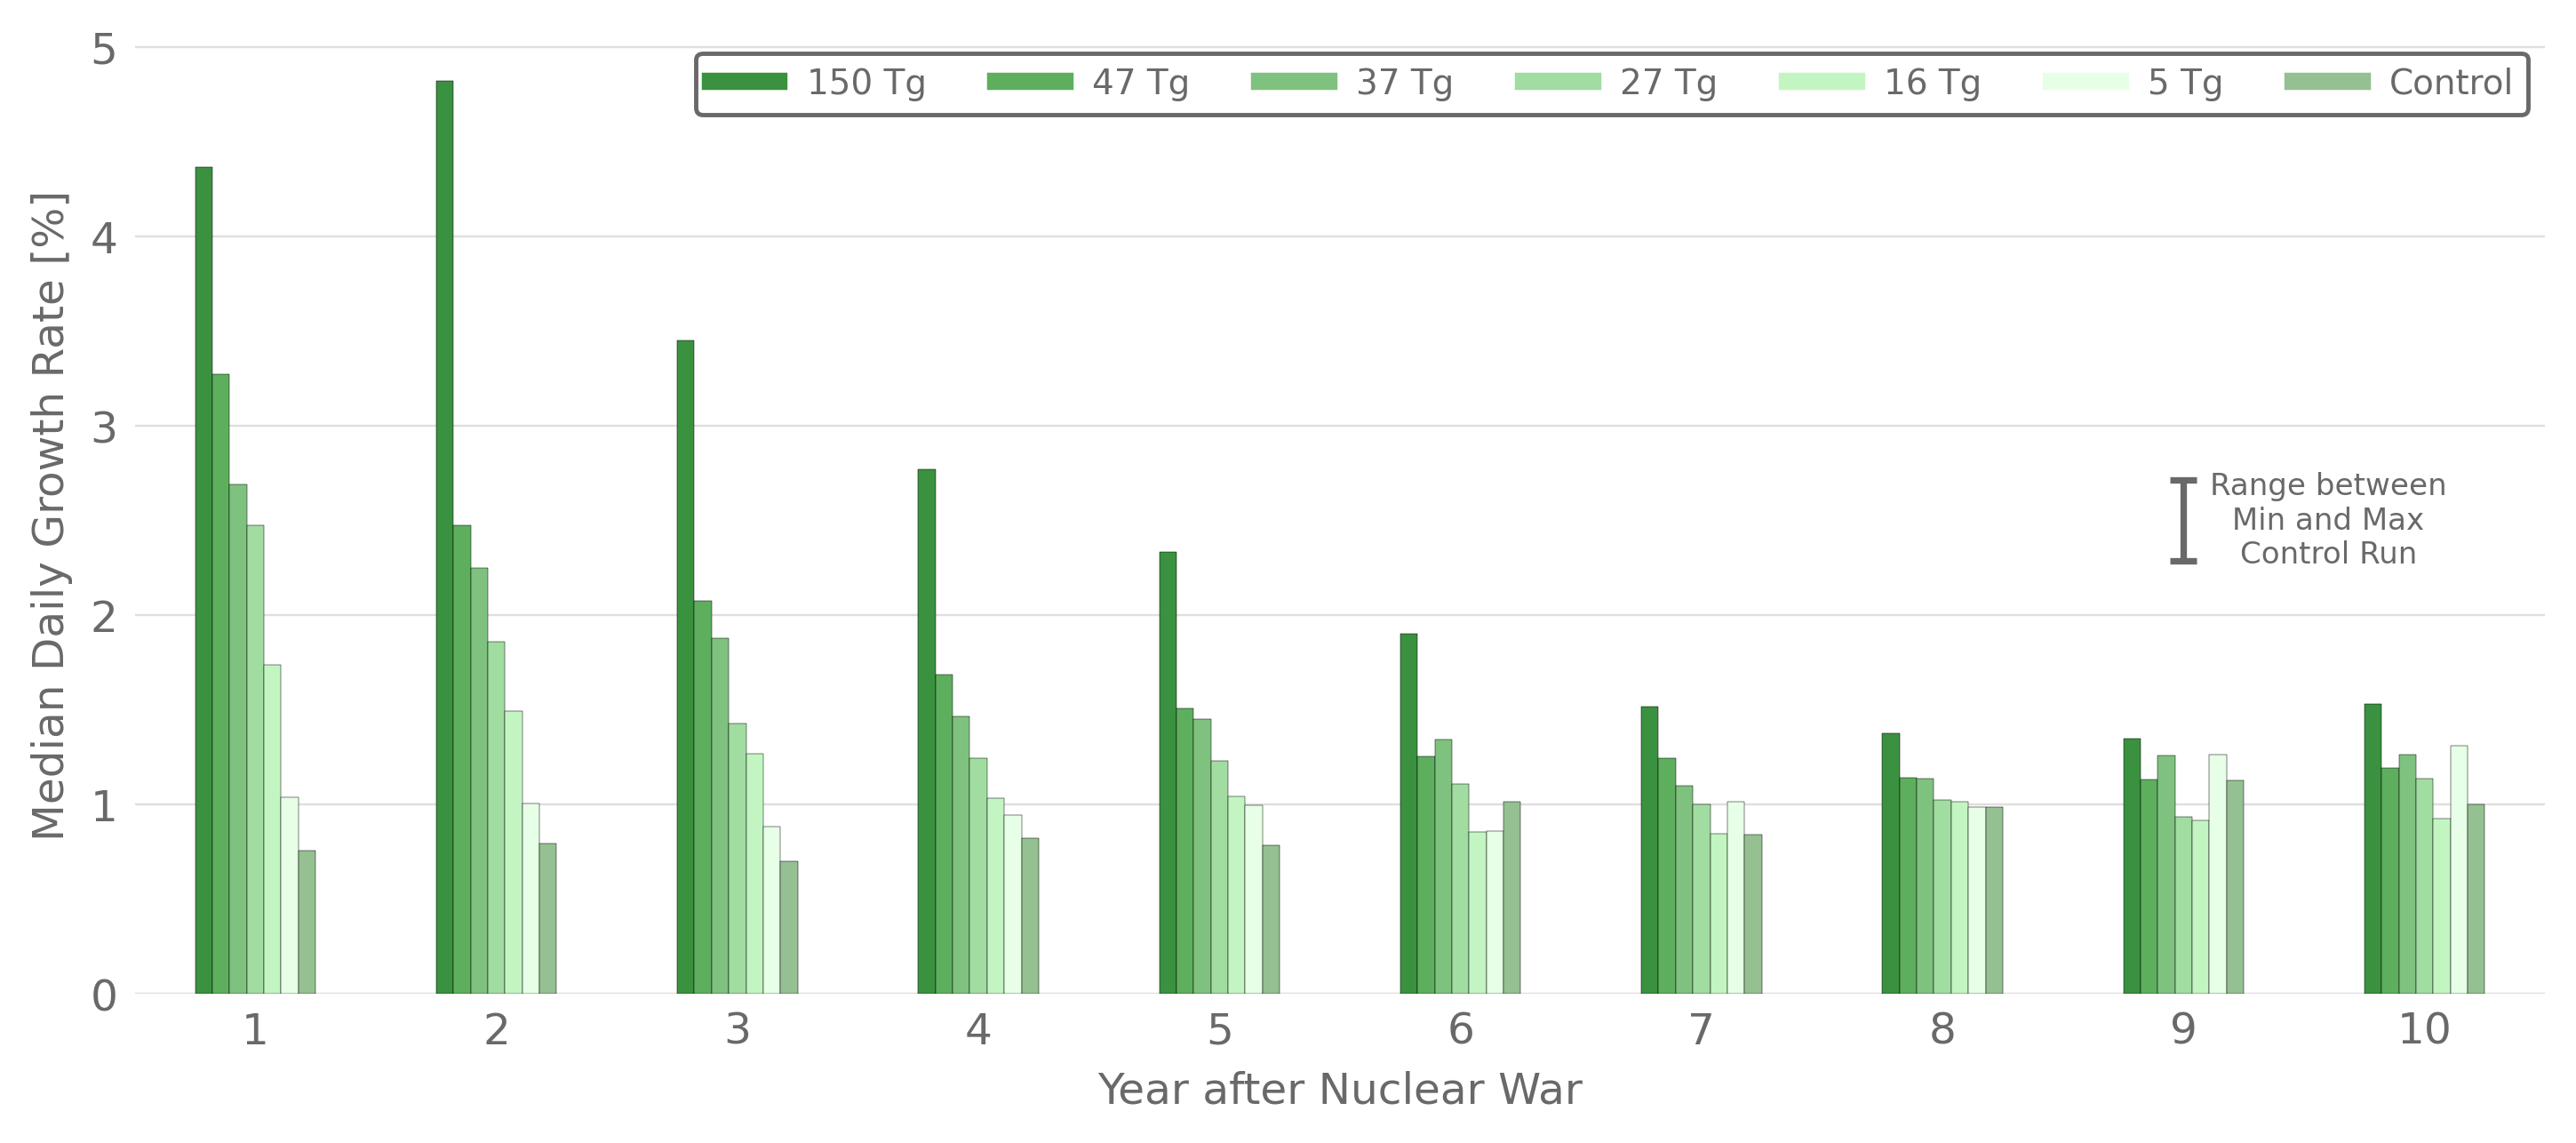 5
150 Tg 47 Tg 37 Tg 27 Tg 16 Tg 5 Tg Control
4
3
2
1
0
Median Daily Growth Rate [%]
Range between
Min and Max
Control Run
1 2 3 4 5 6 7 8 9 10
Year after Nuclear War